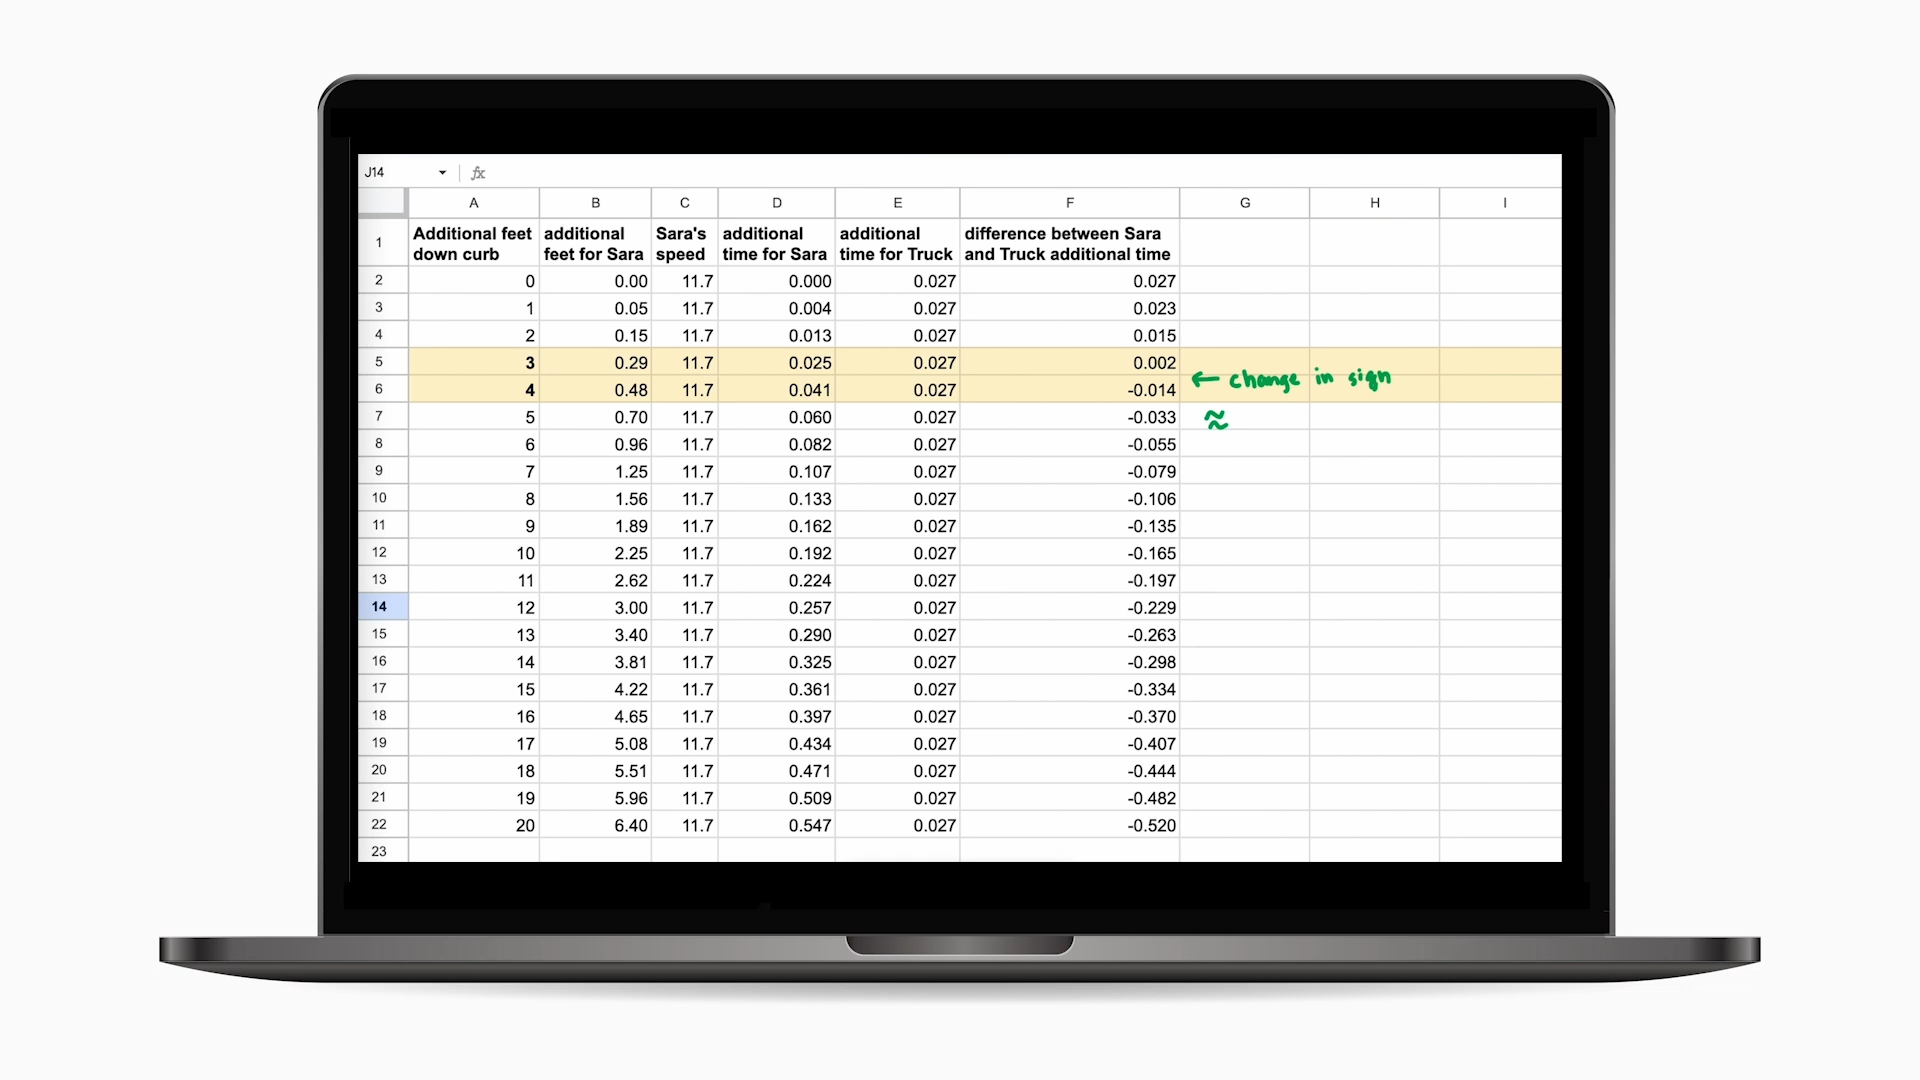 J14 fx
A B C D E F G H I
1 Additional feet down curb additional feet for Sara Sara's speed additional time for Sara additional time for Truck difference between Sara and Truck additional time
2 0 0.00 11.7 0.000 0.027 0.027
3 1 0.05 11.7 0.004 0.027 0.023
4 2 0.15 11.7 0.013 0.027 0.015
5 3 0.29 11.7 0.025 0.027 0.002
← change in sign
6 4 0.48 11.7 0.041 0.027 -0.014
7 5 0.70 11.7 0.060 0.027 -0.033 ≈
8 6 0.96 11.7 0.082 0.027 -0.055
9 7 1.25 11.7 0.107 0.027 -0.079
10 8 1.56 11.7 0.133 0.027 -0.106
11 9 1.89 11.7 0.162 0.027 -0.135
12 10 2.25 11.7 0.192 0.027 -0.165
13 11 2.62 11.7 0.224 0.027 -0.197
14 12 3.00 11.7 0.257 0.027 -0.229
15 13 3.40 11.7 0.290 0.027 -0.263
16 14 3.81 11.7 0.325 0.027 -0.298
17 15 4.22 11.7 0.361 0.027 -0.334
18 16 4.65 11.7 0.397 0.027 -0.370
19 17 5.08 11.7 0.434 0.027 -0.407
20 18 5.51 11.7 0.471 0.027 -0.444
21 19 5.96 11.7 0.509 0.027 -0.482
22 20 6.40 11.7 0.547 0.027 -0.520
23